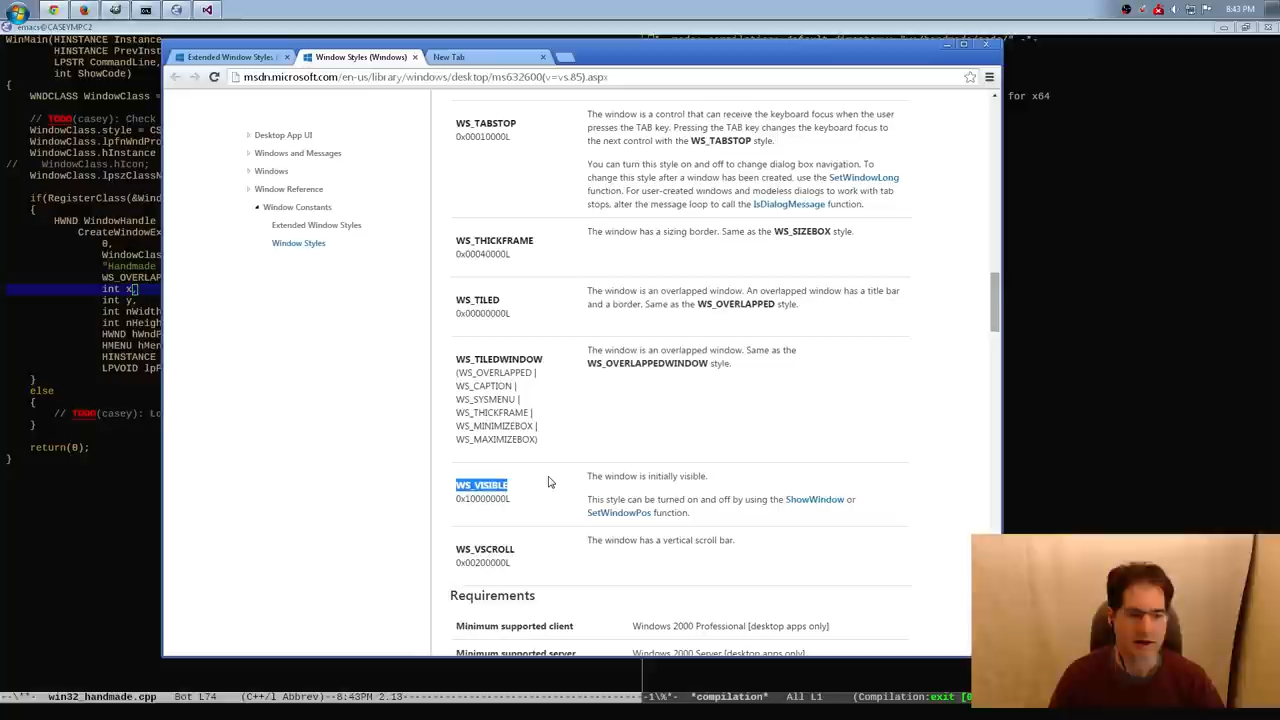 8:43 PM
emacs@CASEYMPC2
WinMain(HINSTANCE Instance
HINSTANCE PrevInst
LPSTR CommandLine,
int ShowCode)
{
WNDCLASS WindowClass =
// TODO(casey): Check
WindowClass.style = CS
WindowClass.lpfnWndPro
WindowClass.hInstance
// WindowClass.hIcon;
WindowClass.lpszClassN
if(RegisterClass(&Wind
{
HWND WindowHandle
CreateWindowEx
0,
WindowClas
"Handmade
WS_OVERLAP
int x,
int y,
int nWidth
int nHeigh
HWND hWndP
HMENU hMen
HINSTANCE
LPVOID lpP
}
else
{
// TODO(casey): Lo
}
return(0);
}
for x64
Extended Window Styles
Window Styles (Windows)
New Tab
msdn.microsoft.com/en-us/library/windows/desktop/ms632600(v=vs.85).aspx
Desktop App UI
Windows and Messages
Windows
Window Reference
Window Constants
Extended Window Styles
Window Styles
WS_TABSTOP
0x00010000L
The window is a control that can receive the keyboard focus when the user
presses the TAB key. Pressing the TAB key changes the keyboard focus to
the next control with the WS_TABSTOP style.
You can turn this style on and off to change dialog box navigation. To
change this style after a window has been created, use the SetWindowLong
function. For user-created windows and modeless dialogs to work with tab
stops, alter the message loop to call the IsDialogMessage function.
WS_THICKFRAME
0x00040000L
The window has a sizing border. Same as the WS_SIZEBOX style.
WS_TILED
0x00000000L
The window is an overlapped window. An overlapped window has a title bar
and a border. Same as the WS_OVERLAPPED style.
WS_TILEDWINDOW
(WS_OVERLAPPED |
WS_CAPTION |
WS_SYSMENU |
WS_THICKFRAME |
WS_MINIMIZEBOX |
WS_MAXIMIZEBOX)
The window is an overlapped window. Same as the
WS_OVERLAPPEDWINDOW style.
WS_VISIBLE
0x10000000L
The window is initially visible.
This style can be turned on and off by using the ShowWindow or
SetWindowPos function.
WS_VSCROLL
0x00200000L
The window has a vertical scroll bar.
Requirements
Minimum supported client
Windows 2000 Professional [desktop apps only]
Minimum supported server
Windows 2000 Server [desktop apps only]
-\**- win32_handmade.cpp Bot L74 (C++/l Abbrev)--8:43PM 2.13
-1\%*- *compilation* All L1 (Compilation:exit [0